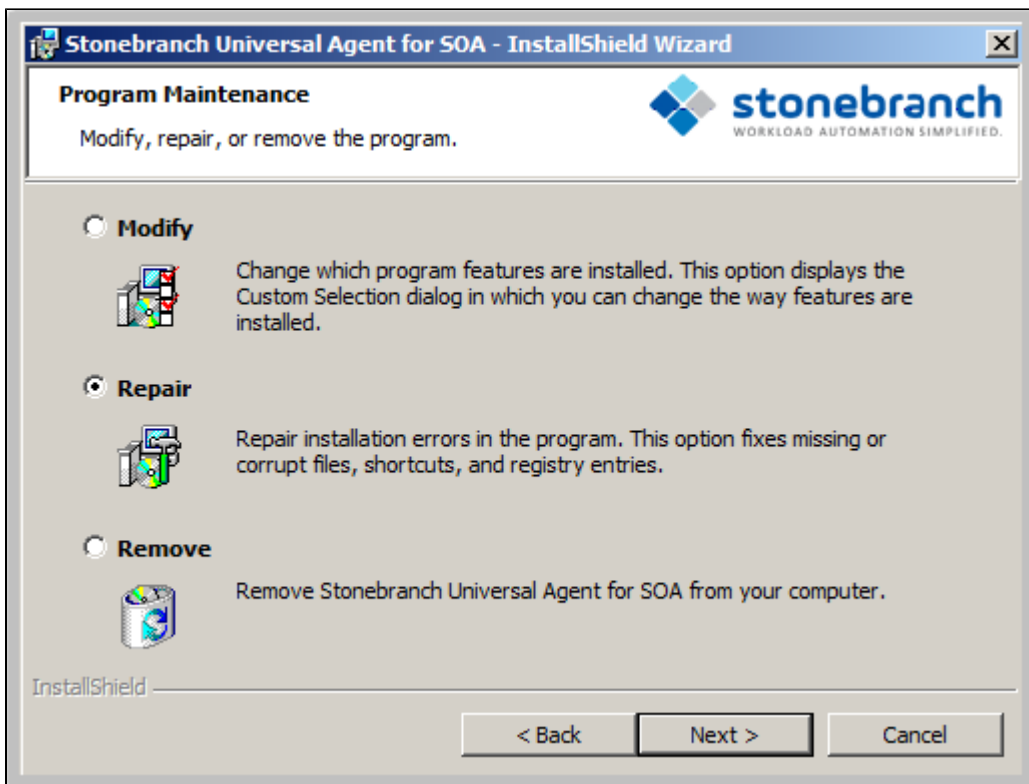 Stonebranch Universal Agent for SOA - InstallShield Wizard
Program Maintenance
Modify, repair, or remove the program.
stonebranch
WORKLOAD AUTOMATION SIMPLIFIED.
Modify
Change which program features are installed. This option displays the
Custom Selection dialog in which you can change the way features are
installed.
Repair
Repair installation errors in the program. This option fixes missing or
corrupt files, shortcuts, and registry entries.
Remove
Remove Stonebranch Universal Agent for SOA from your computer.
InstallShield
< Back
Next >
Cancel